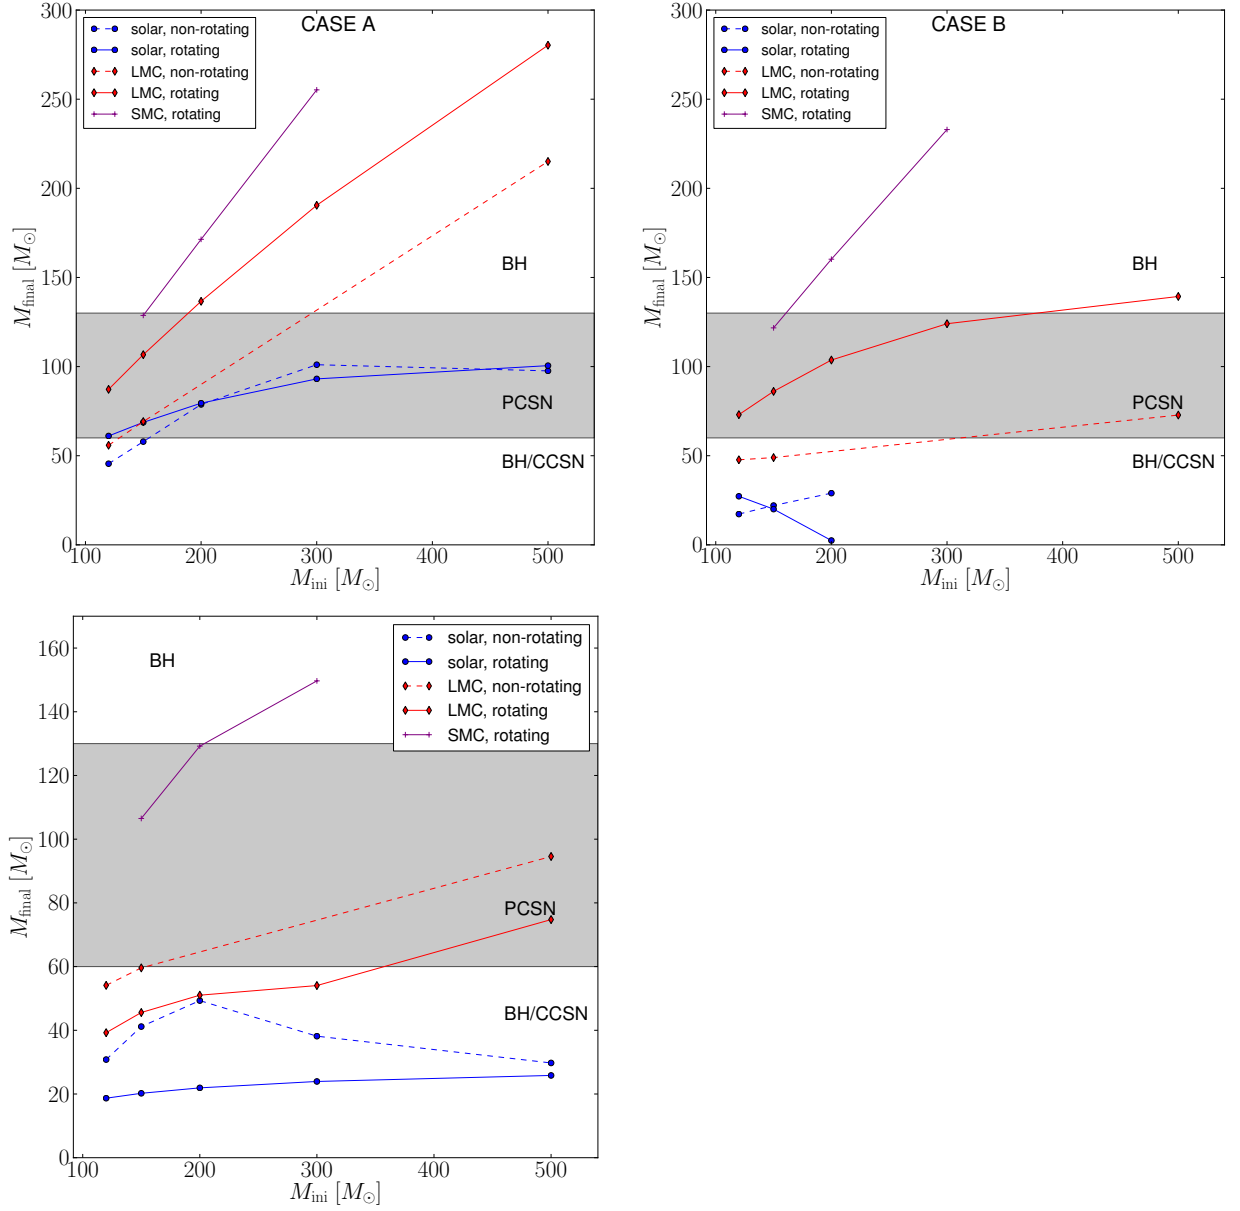 CASE A
solar, non-rotating
solar, rotating
LMC, non-rotating
LMC, rotating
SMC, rotating
300
250
200
150
100
50
0
M_final [M_⊙]
BH
PCSN
BH/CCSN
100
200
300
400
500
M_ini [M_⊙]
CASE B
solar, non-rotating
solar, rotating
LMC, non-rotating
LMC, rotating
SMC, rotating
300
250
200
150
100
50
0
M_final [M_⊙]
BH
PCSN
BH/CCSN
100
200
300
400
500
M_ini [M_⊙]
BH
solar, non-rotating
solar, rotating
LMC, non-rotating
LMC, rotating
SMC, rotating
160
140
120
100
80
60
40
20
0
M_final [M_⊙]
PCSN
BH/CCSN
100
200
300
400
500
M_ini [M_⊙]